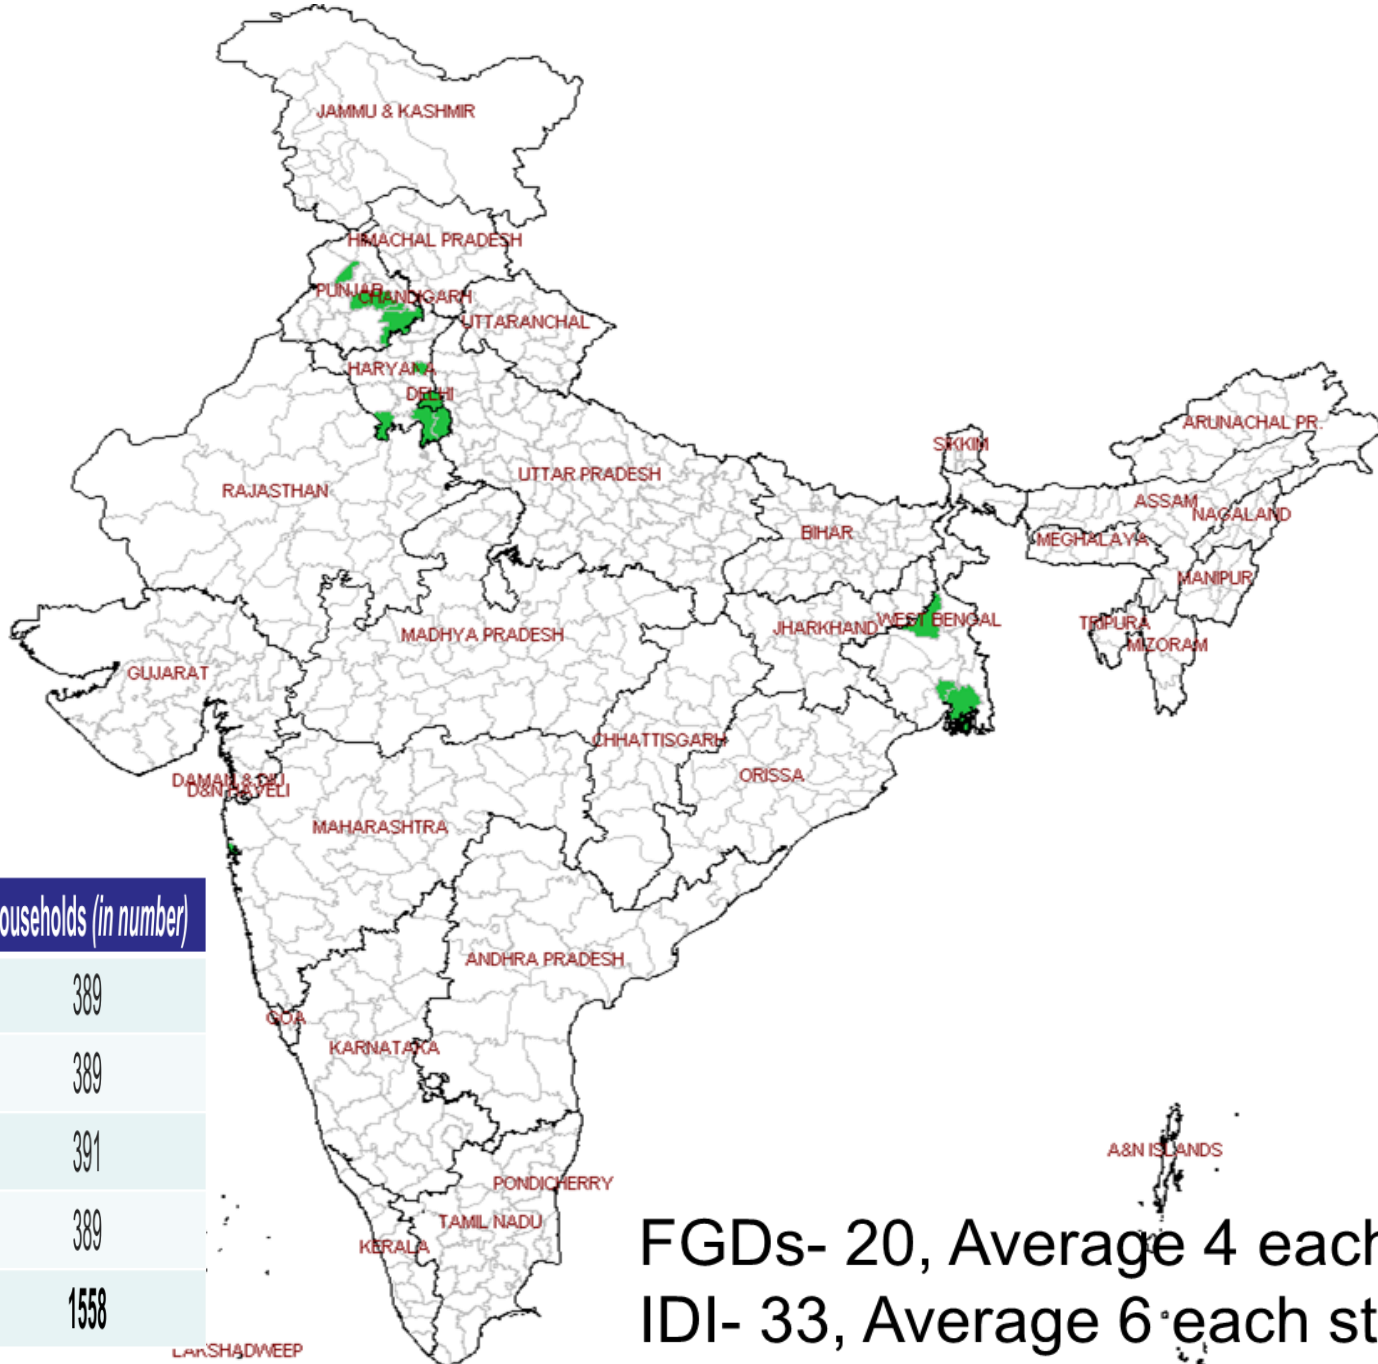 JAMMU & KASHMIR
HIMACHAL PRADESH
PUNJAB
CHANDIGARH
UTTARANCHAL
HARYANA
DELHI
ARUNACHAL PR.
SIKKIM
UTTAR PRADESH
RAJASTHAN
ASSAM
NAGALAND
BIHAR
MEGHALAYA
MANIPUR
WEST BENGAL
JHARKHAND
TRIPURA
MADHYA PRADESH
MIZORAM
GUJARAT
CHHATTISGARH
ORISSA
DAMAN & DIU
D&N HAVELI
MAHARASHTRA
ouseholds (in number)
389
389
391
389
1558
ANDHRA PRADESH
GOA
KARNATAKA
A&N ISLANDS
PONDICHERRY
TAMIL NADU
KERALA
LAKSHADWEEP
FGDs- 20, Average 4 each
IDI- 33, Average 6 each st